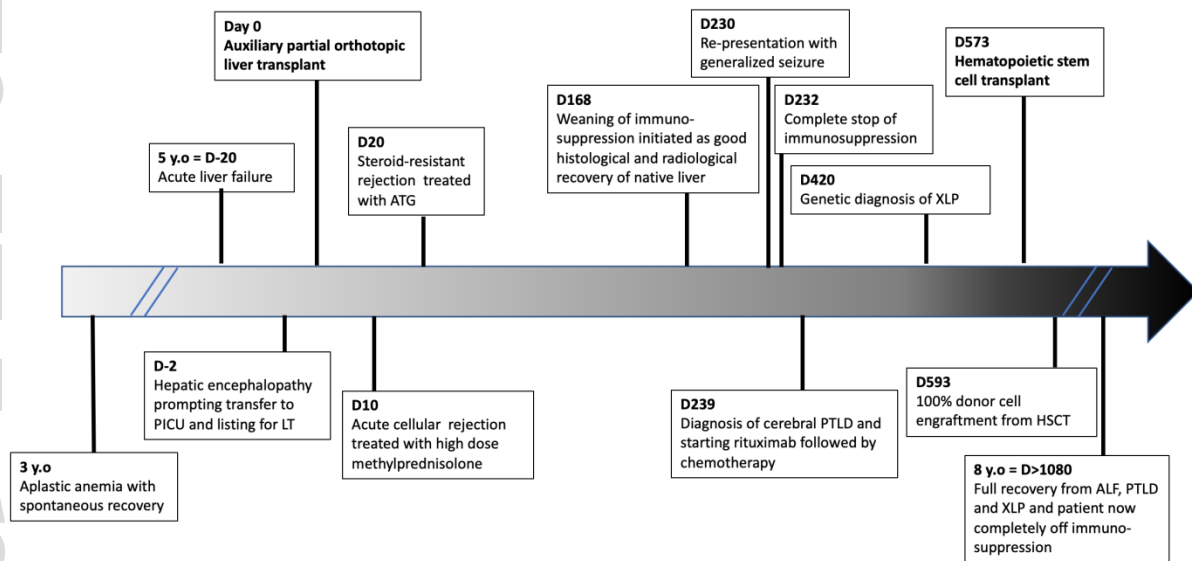 Day 0
Auxiliary partial orthotopic
liver transplant
D230
Re-presentation with
generalized seizure
D573
Hematopoietic stem
cell transplant
D168
Weaning of immuno-
suppression initiated as good
histological and radiological
recovery of native liver
D232
Complete stop of
immunosuppression
5 y.o = D-20
Acute liver failure
D20
Steroid-resistant
rejection treated
with ATG
D420
Genetic diagnosis of XLP
D-2
Hepatic encephalopathy
prompting transfer to
PICU and listing for LT
D10
Acute cellular rejection
treated with high dose
methylprednisolone
D239
Diagnosis of cerebral PTLD and
starting rituximab followed by
chemotherapy
D593
100% donor cell
engraftment from HSCT
3 y.o
Aplastic anemia with
spontaneous recovery
8 y.o = D>1080
Full recovery from ALF, PTLD
and XLP and patient now
completely off immuno-
suppression